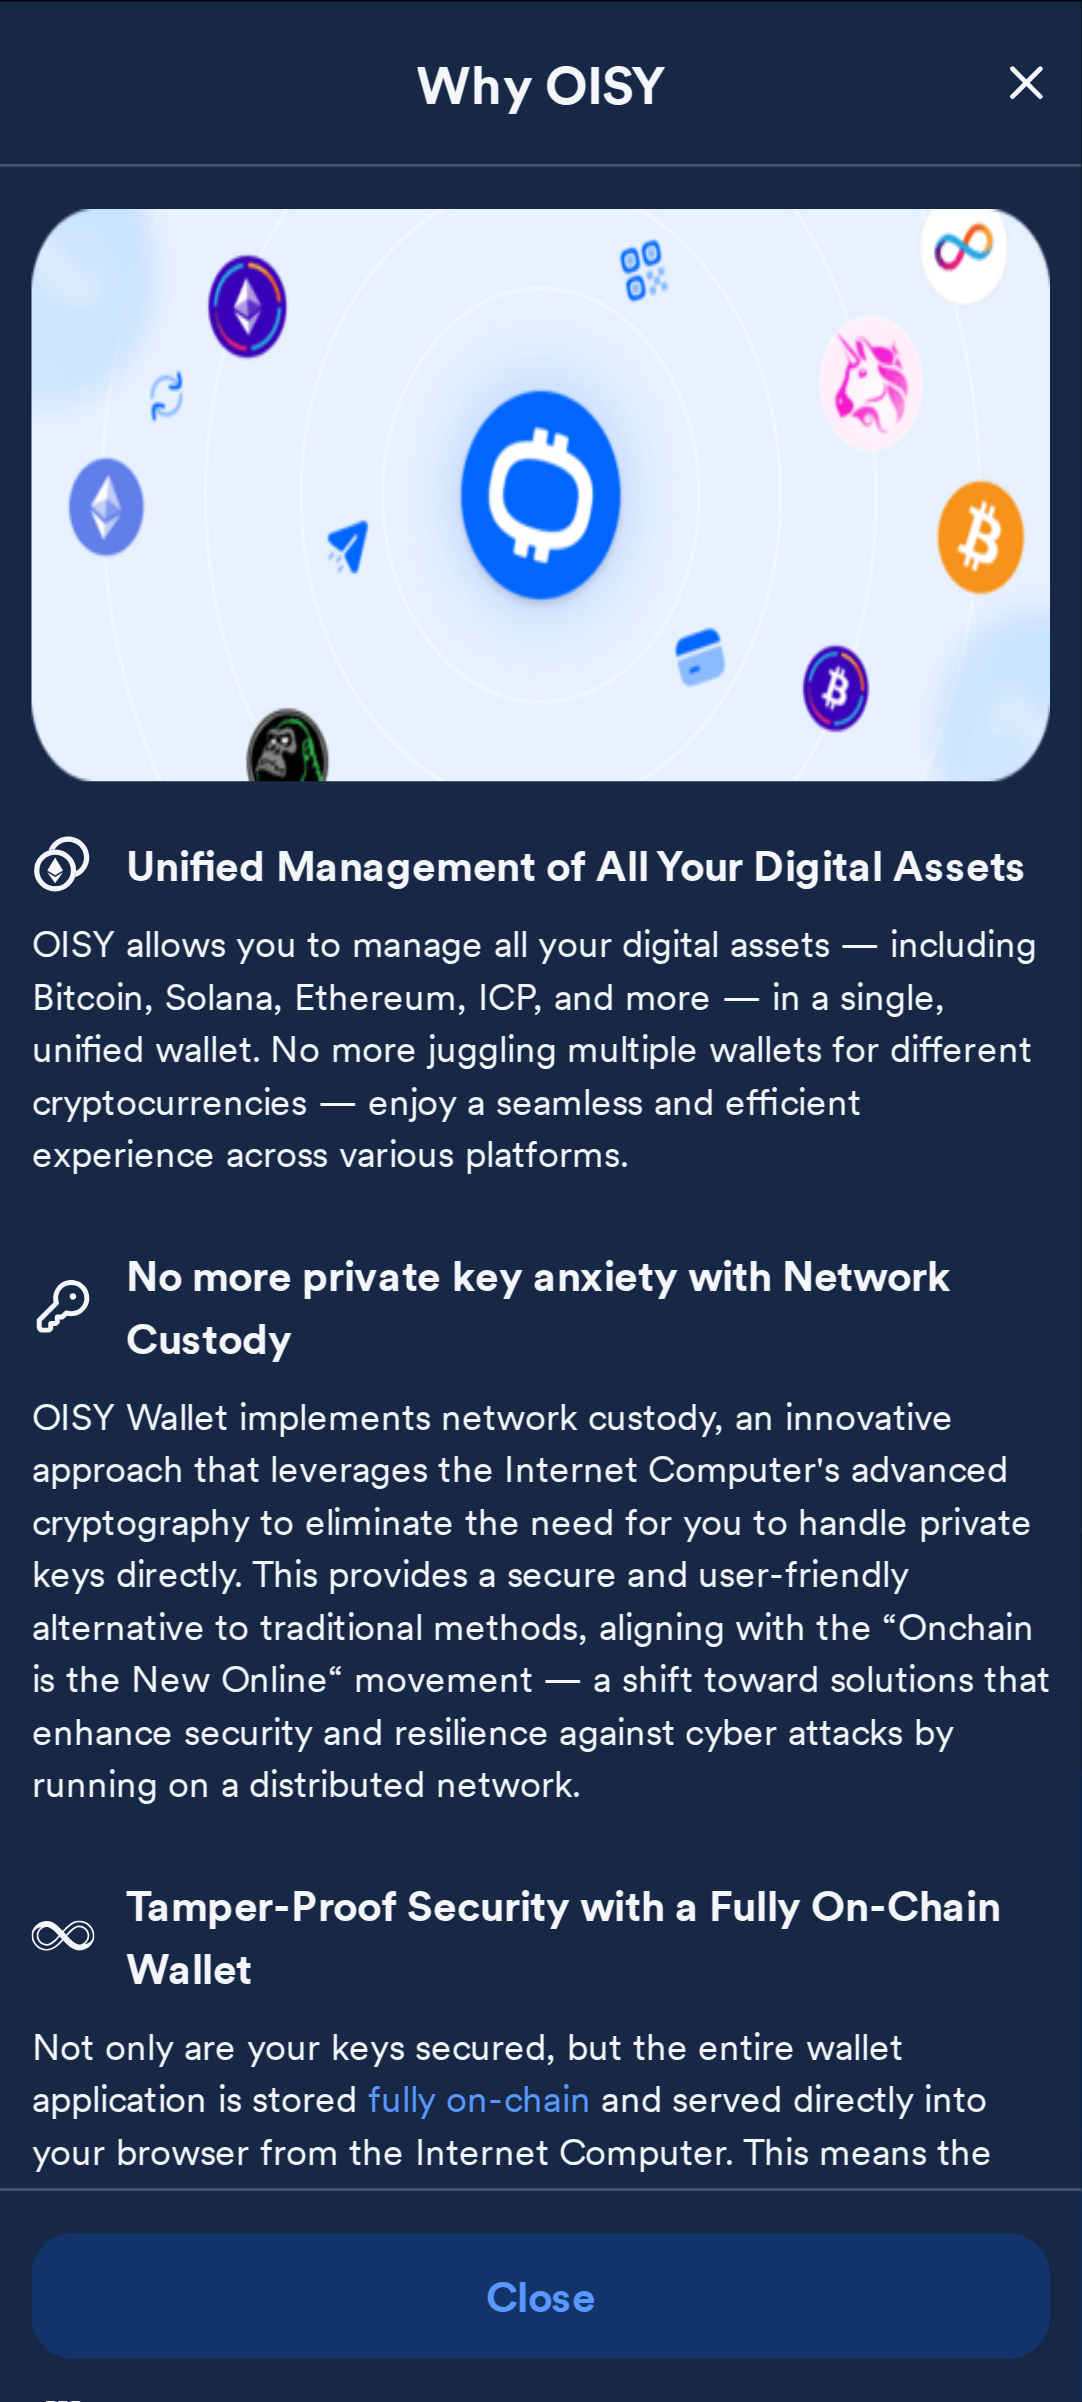 Why OISY
Unified Management of All Your Digital Assets
OISY allows you to manage all your digital assets — including
Bitcoin, Solana, Ethereum, ICP, and more — in a single,
unified wallet. No more juggling multiple wallets for different
cryptocurrencies — enjoy a seamless and efficient
experience across various platforms.
No more private key anxiety with Network
Custody
OISY Wallet implements network custody, an innovative
approach that leverages the Internet Computer's advanced
cryptography to eliminate the need for you to handle private
keys directly. This provides a secure and user-friendly
alternative to traditional methods, aligning with the “Onchain
is the New Online“ movement — a shift toward solutions that
enhance security and resilience against cyber attacks by
running on a distributed network.
Tamper-Proof Security with a Fully On-Chain
Wallet
Not only are your keys secured, but the entire wallet
application is stored fully on-chain and served directly into
your browser from the Internet Computer. This means the
Close